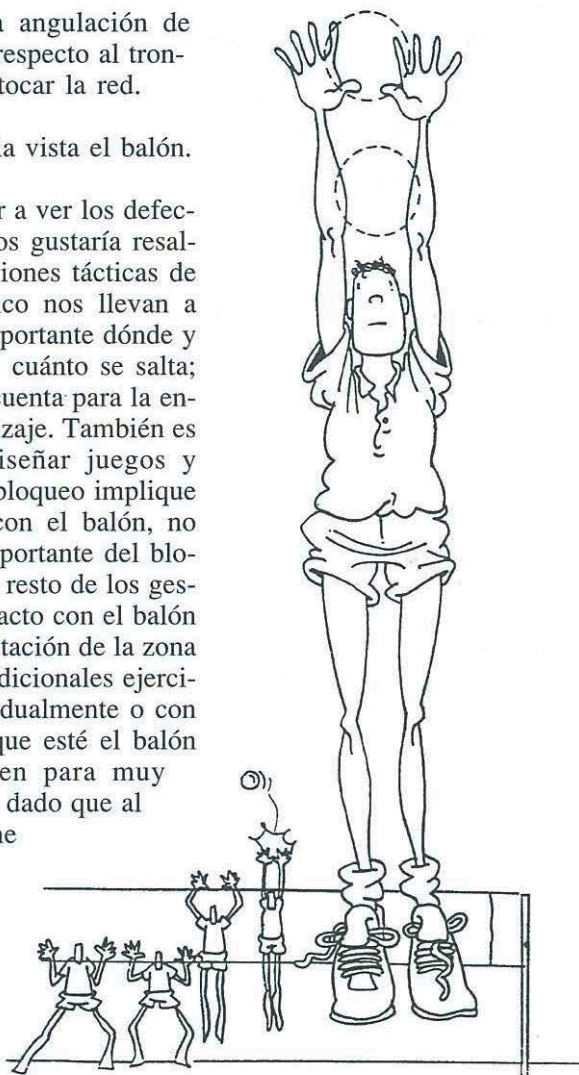 angulación de
respecto al tron-
tocar la red.
la vista el balón.
r a ver los defec-
os gustaría resal-
iones tácticas de
ico nos llevan a
portante dónde y
cuánto se salta;
cuenta para la en-
izaje. También es
iseñar juegos y
bloqueo implique
con el balón, no
portante del blo-
resto de los ges-
acto con el balón
tación de la zona
dicionales ejerci-
dualmente o con
que esté el balón
en para muy
dado que al
ne